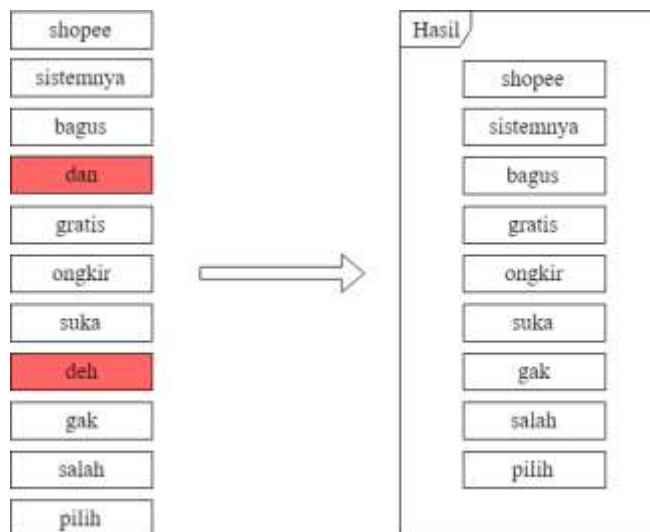 shopee
sistemnya
bagus
dan
gratis
ongkir
suka
deh
gak
salah
pilih
Hasil
shopee
sistemnya
bagus
gratis
ongkir
suka
gak
salah
pilih